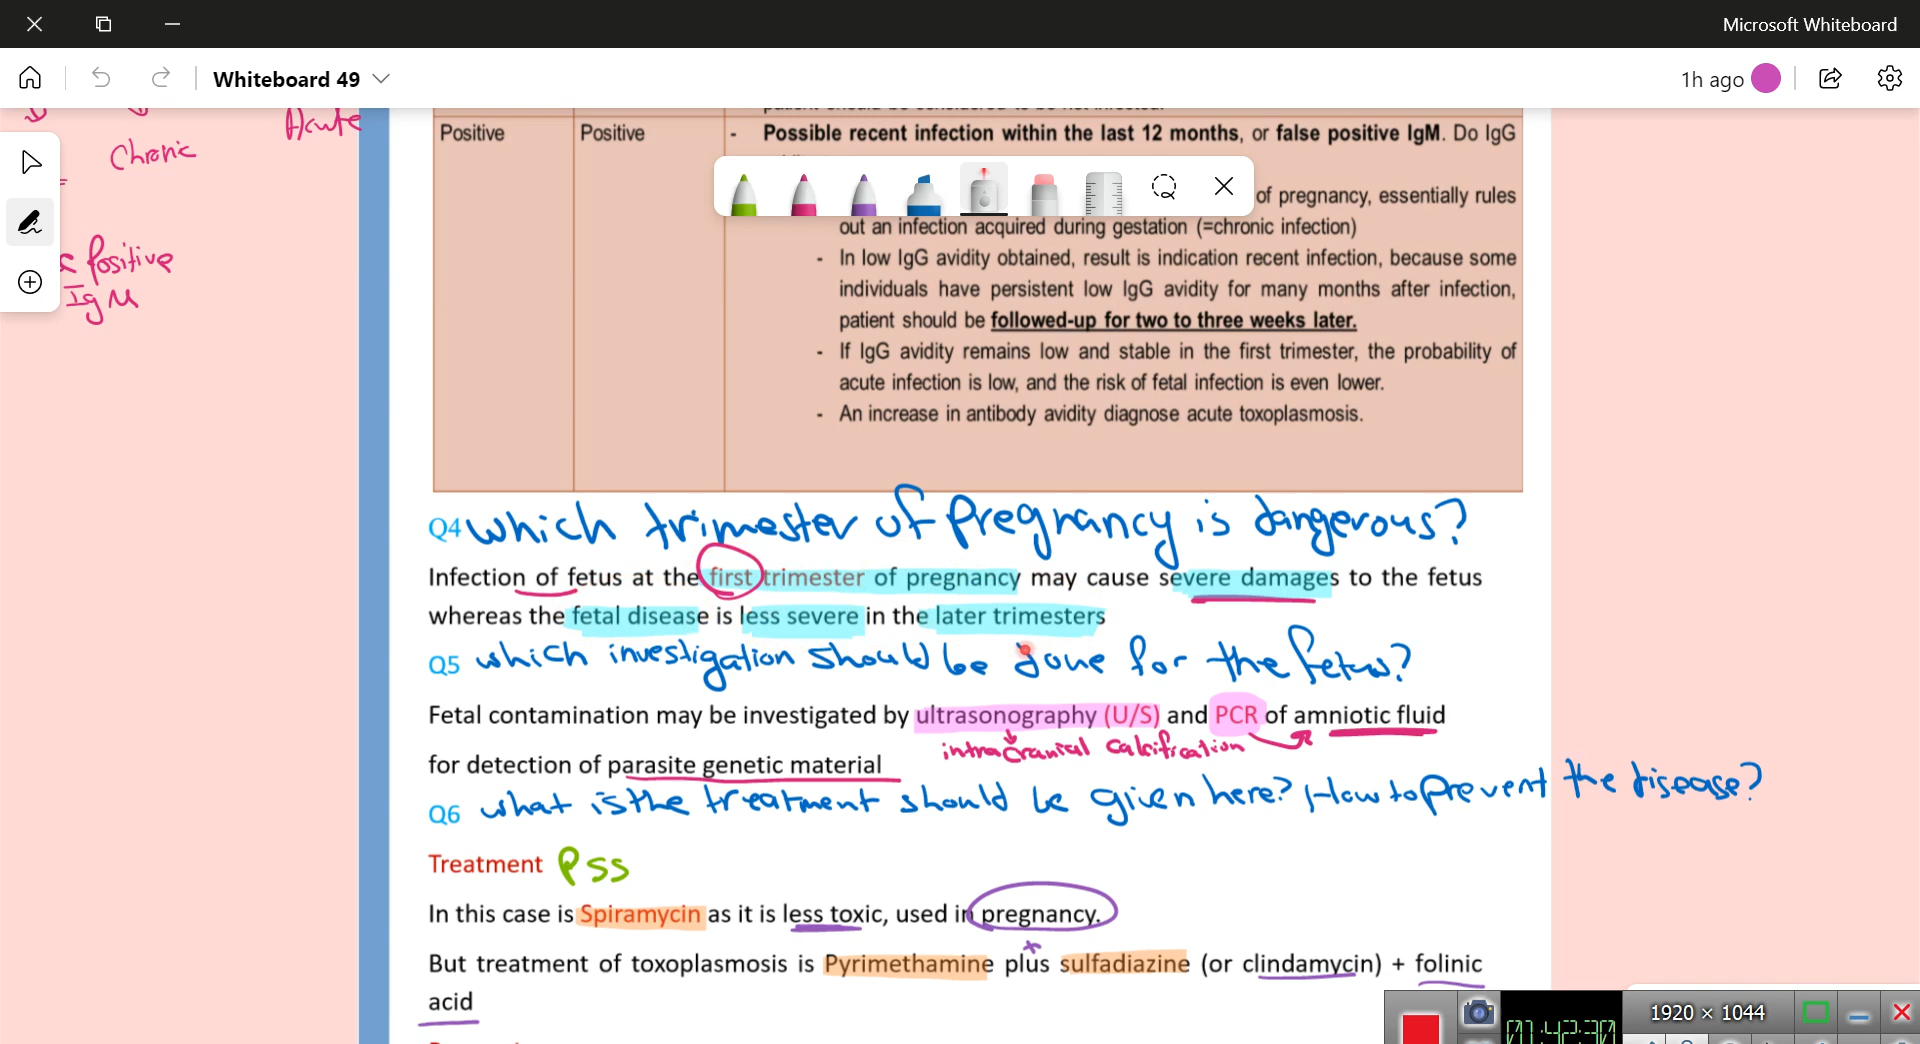 Microsoft Whiteboard
Whiteboard 49
1h ago
Acute
Chronic
Positive
IgM
Positive Positive - Possible recent infection within the last 12 months, or false positive IgM. Do IgG
of pregnancy, essentially rules
out an infection acquired during gestation (=chronic infection)
- In low IgG avidity obtained, result is indication recent infection, because some
individuals have persistent low IgG avidity for many months after infection,
patient should be followed-up for two to three weeks later.
- If IgG avidity remains low and stable in the first trimester, the probability of
acute infection is low, and the risk of fetal infection is even lower.
- An increase in antibody avidity diagnose acute toxoplasmosis.
Q4 which trimester of pregnancy is dangerous?
Infection of fetus at the first trimester of pregnancy may cause severe damages to the fetus
whereas the fetal disease is less severe in the later trimesters
Q5 which investigation should be done for the fetus?
Fetal contamination may be investigated by ultrasonography (U/S) and PCR of amniotic fluid
intracranial calcification
for detection of parasite genetic material
Q6 what is the treatment should be given here? How to prevent the disease?
Treatment PSS
In this case is Spiramycin as it is less toxic, used in pregnancy.
But treatment of toxoplasmosis is Pyrimethamine plus sulfadiazine (or clindamycin) + folinic
acid
1920 × 1044